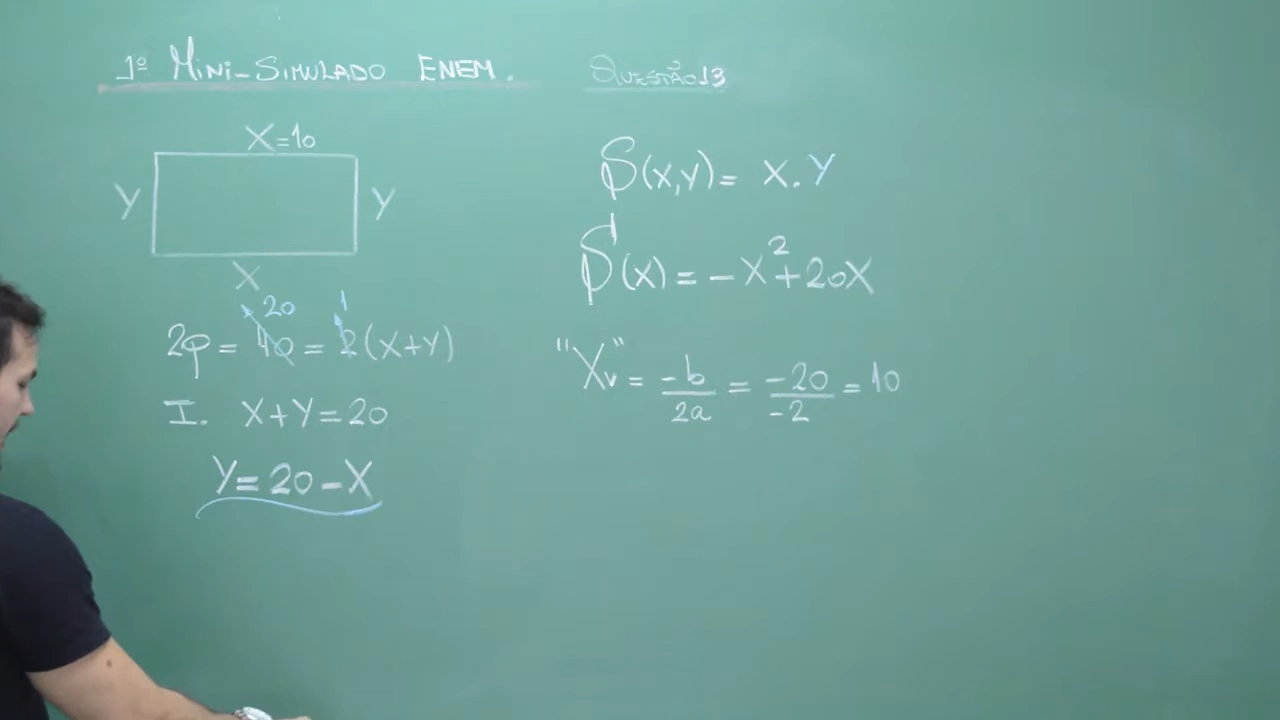 1º MINI-SIMULADO ENEM. QUESTÃO 13
X=10
Y Y
X
20 1
2p = 40 = 2(X+Y)
I. X+Y=20
Y=20-X
S(X,Y)= X.Y
S(X) = -X²+20X
"Xv" = -b/2a = -20/-2 = 10